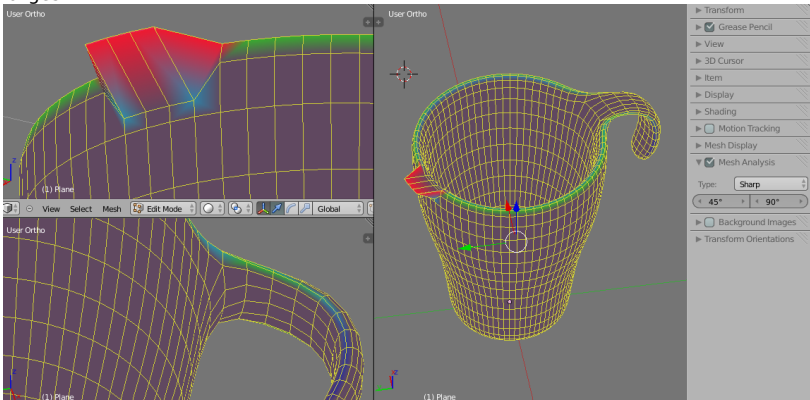 User Ortho
(1) Plane
View Select Mesh Edit Mode Global
User Ortho
(1) Plane
User Ortho
(1) Plane
Transform
Grease Pencil
View
3D Cursor
Item
Display
Shading
Motion Tracking
Mesh Display
Mesh Analysis
Type: Sharp
45° 90°
Background Images
Transform Orientations